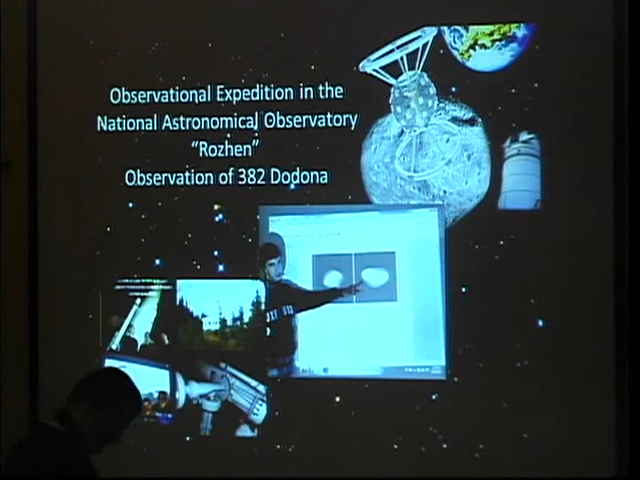 Observational Expedition in the
National Astronomical Observatory
“Rozhen”
Observation of 382 Dodona